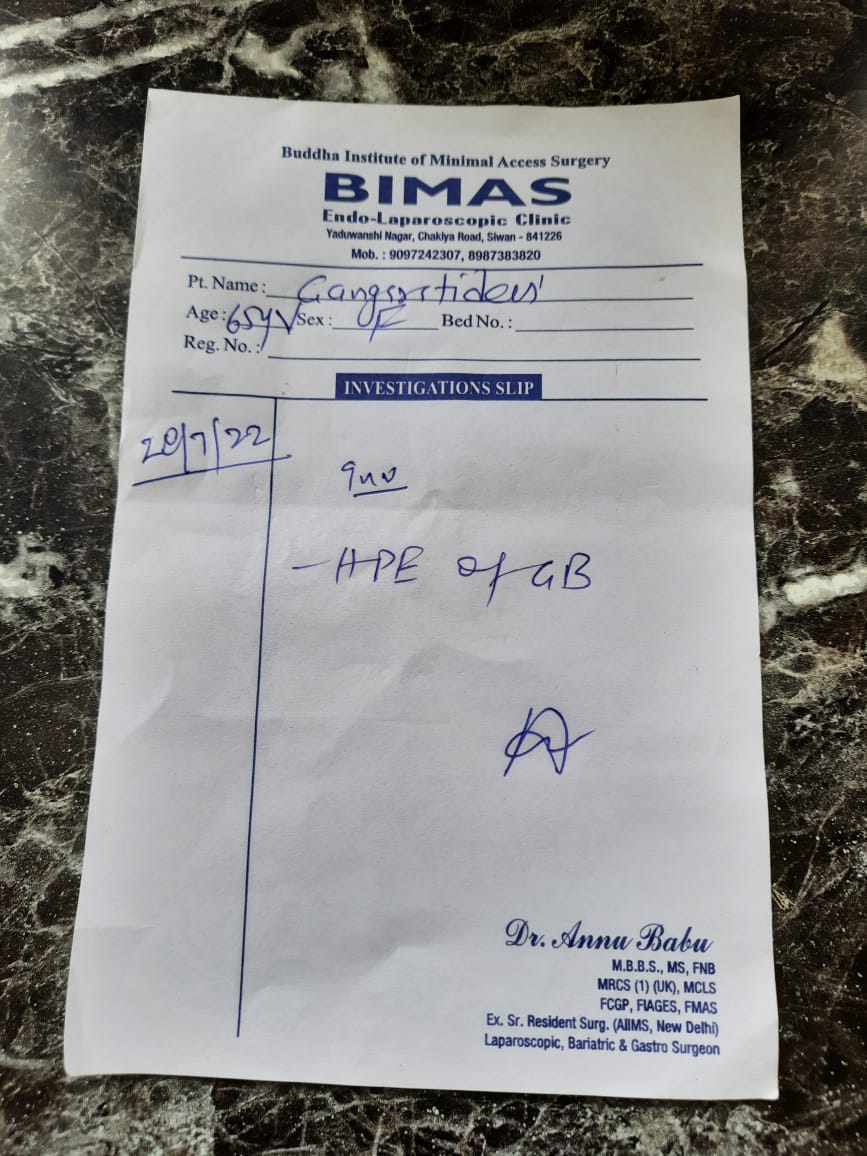 Buddha Institute of Minimal Access Surgery
BIMAS
Endo-Laparoscopic Clinic
Yaduwanshi Nagar, Chakiya Road, Siwan - 841226
Mob. : 9097242307, 8987383820
Pt. Name :
Age : 65y Sex : F Bed No. :
Reg. No. :
INVESTIGATIONS SLIP
20/7/22
Inv
- HPE of GB
Dr. Annu Babu
M.B.B.S., MS, FNB
MRCS (1) (UK), MCLS
FCGP, FIAGES, FMAS
Ex. Sr. Resident Surg. (AIIMS, New Delhi)
Laparoscopic, Bariatric & Gastro Surgeon